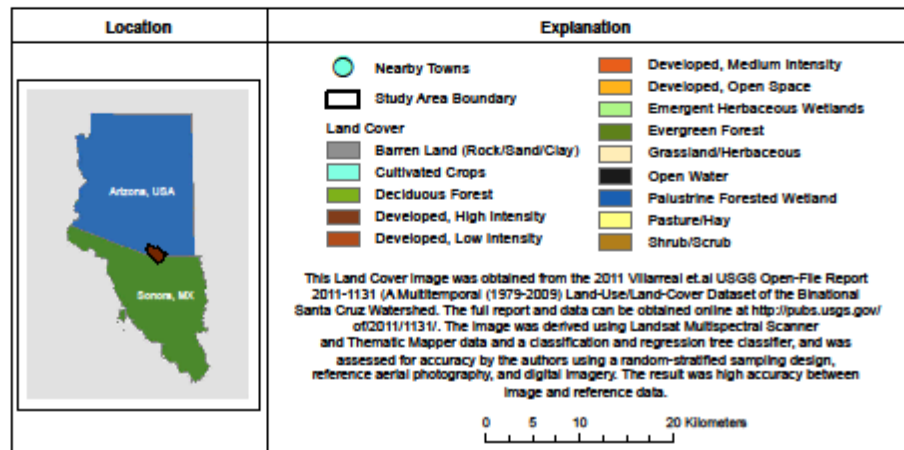 Location
Explanation
Arizona, USA
Sonora, MX
Nearby Towns
Study Area Boundary
Land Cover
Barren Land (Rock/Sand/Clay)
Cultivated Crops
Deciduous Forest
Developed, High Intensity
Developed, Low Intensity
Developed, Medium Intensity
Developed, Open Space
Emergent Herbaceous Wetlands
Evergreen Forest
Grassland/Herbaceous
Open Water
Palustrine Forested Wetland
Pasture/Hay
Shrub/Scrub
This Land Cover image was obtained from the 2011 Villarreal et.al USGS Open-File Report
2011-1131 (A Multitemporal (1979-2009) Land-Use/Land-Cover Dataset of the Binational
Santa Cruz Watershed. The full report and data can be obtained online at http://pubs.usgs.gov/
of/2011/1131/. The image was derived using Landsat Multispectral Scanner
and Thematic Mapper data and a classification and regression tree classifier, and was
assessed for accuracy by the authors using a random-stratified sampling design,
reference aerial photography, and digital imagery. The result was high accuracy between
image and reference data.
0 5 10 20 Kilometers